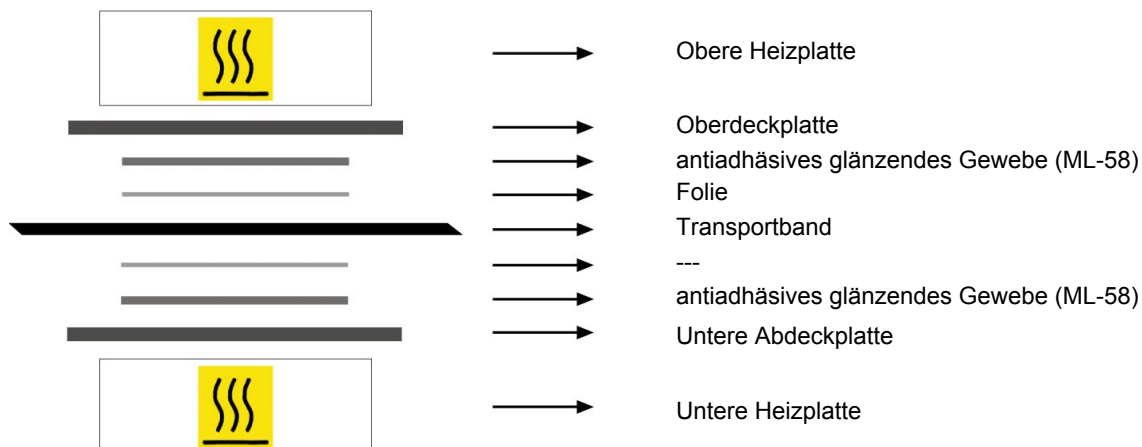 Obere Heizplatte
Oberdeckplatte
antiadhäsives glänzendes Gewebe (ML-58)
Folie
Transportband
---
antiadhäsives glänzendes Gewebe (ML-58)
Untere Abdeckplatte
Untere Heizplatte